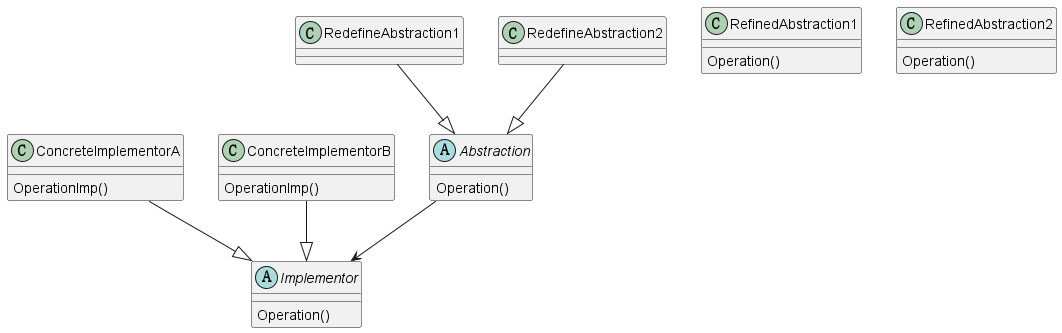 C RedefineAbstraction1
C RedefineAbstraction2
C RefinedAbstraction1
Operation()
C RefinedAbstraction2
Operation()
C ConcreteImplementorA
OperationImp()
C ConcreteImplementorB
OperationImp()
A Abstraction
Operation()
A Implementor
Operation()